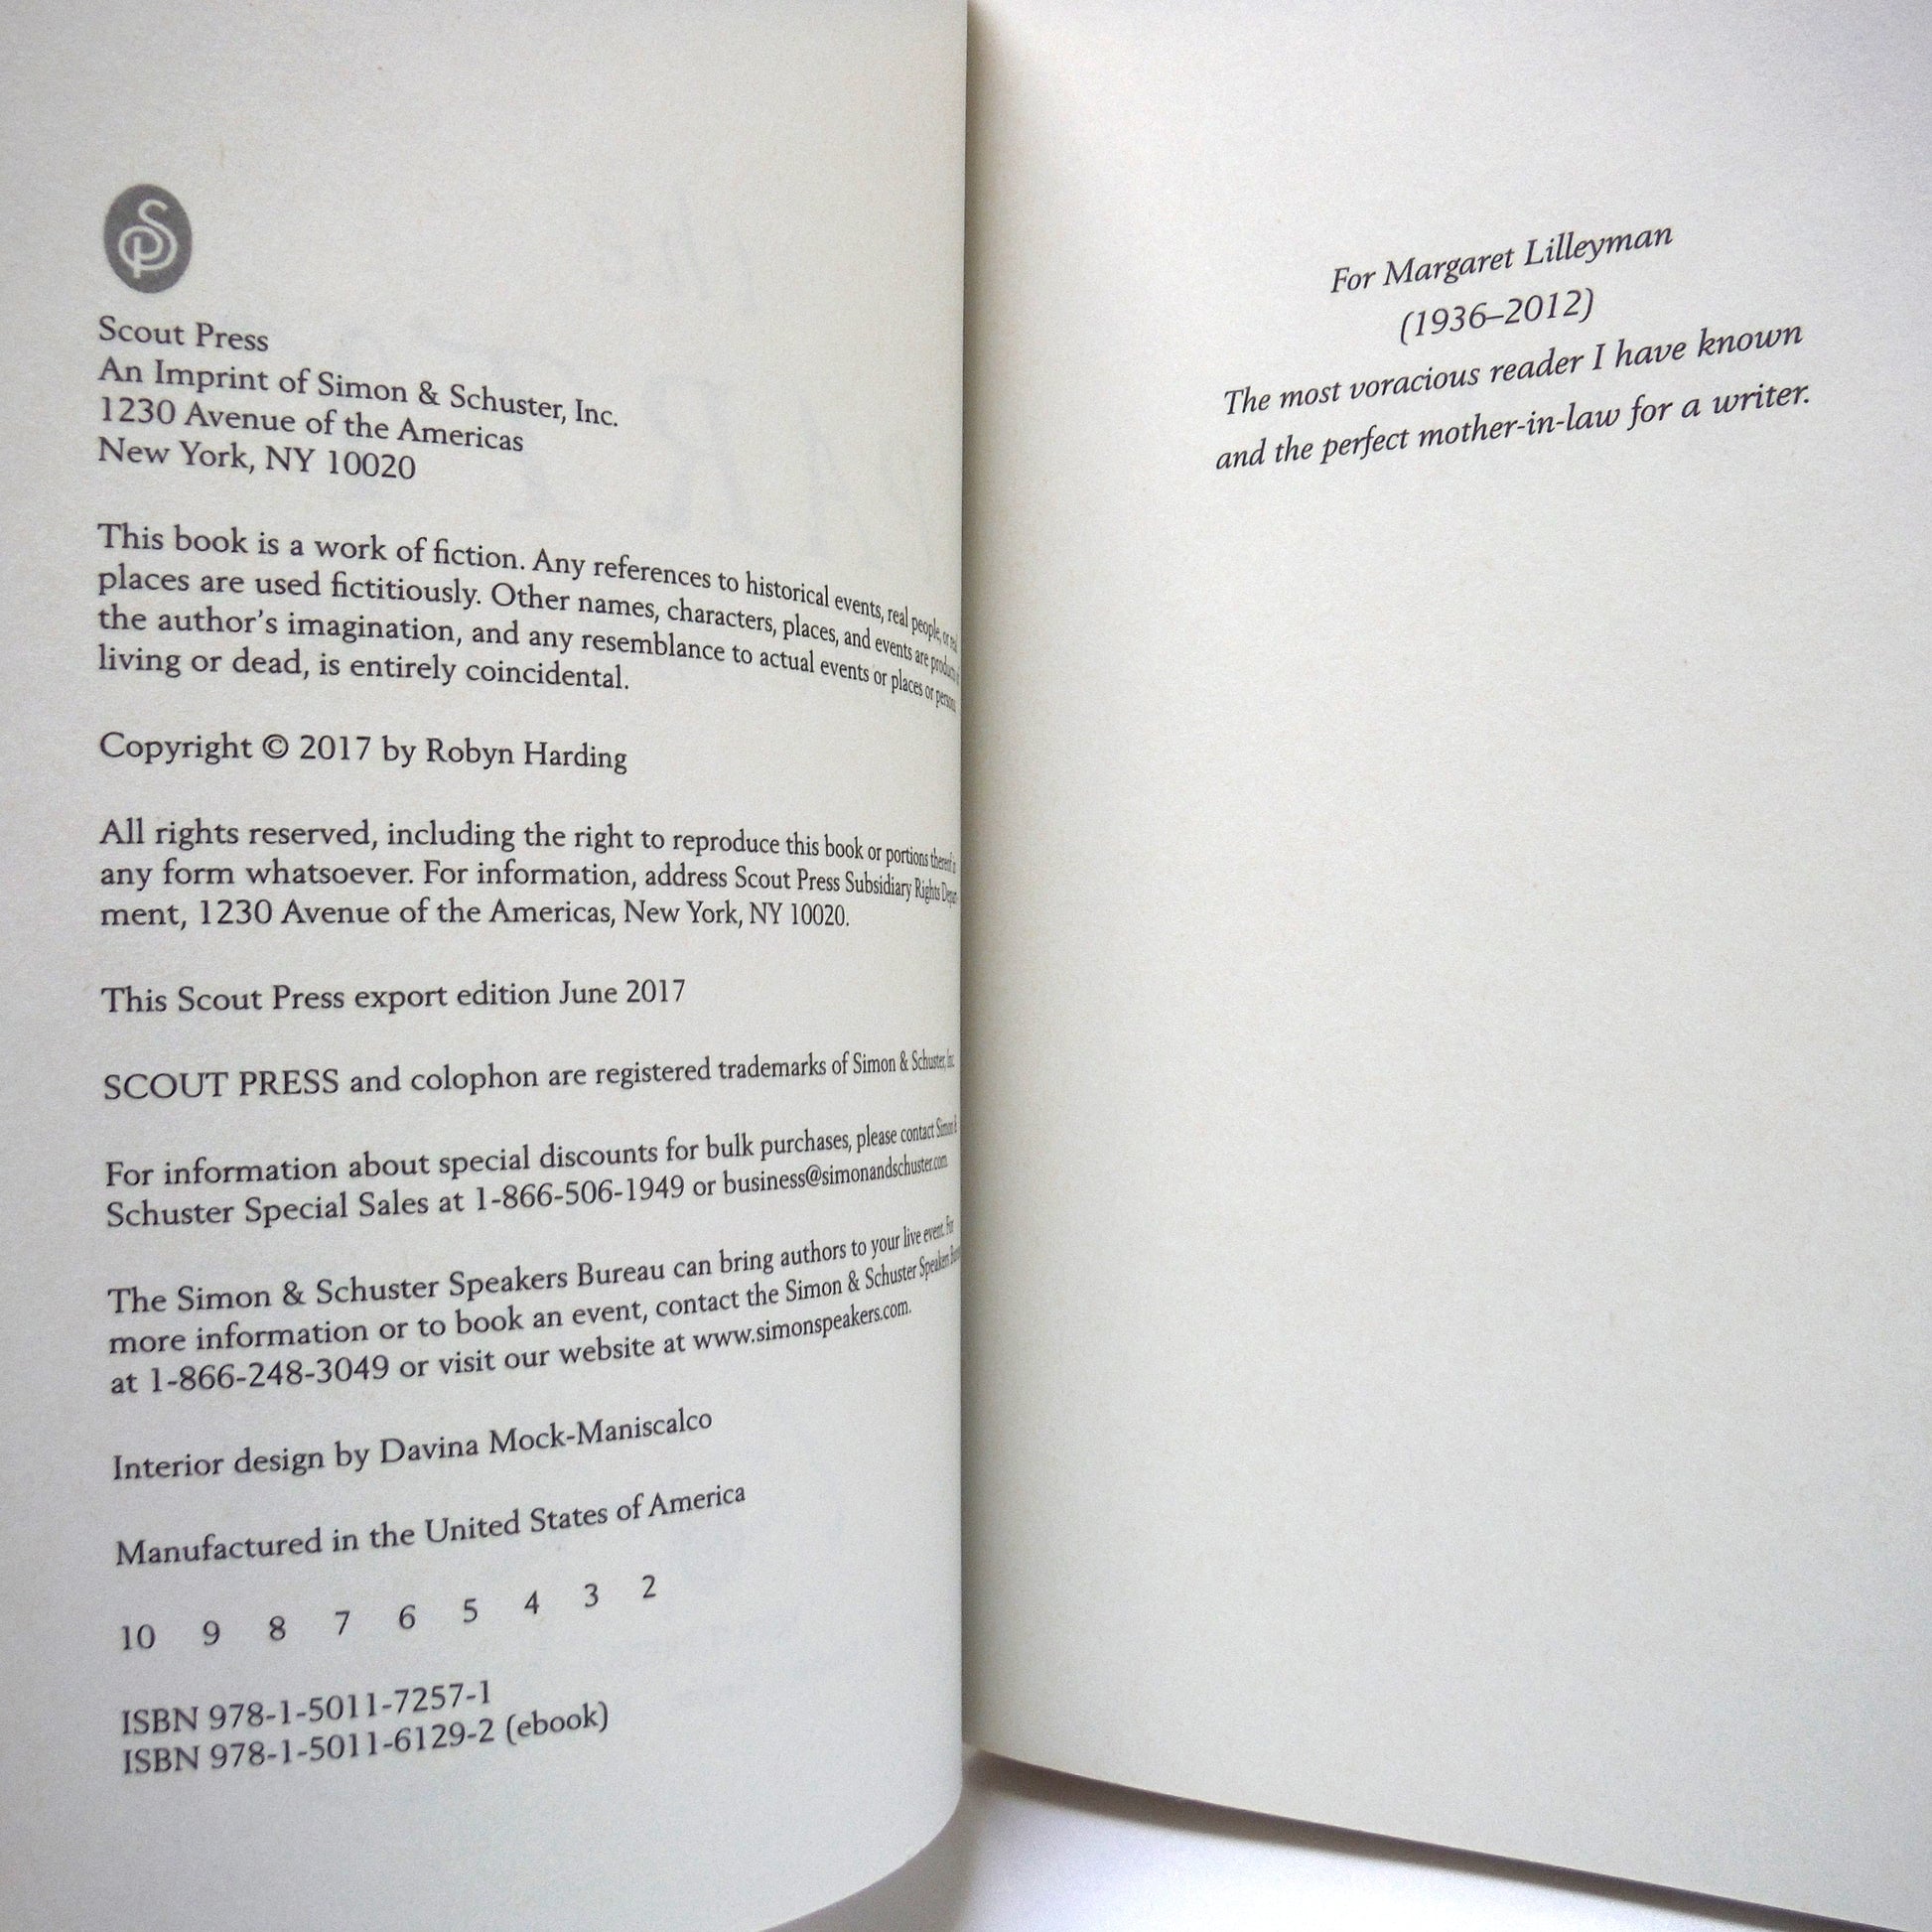 SP
Scout Press
An Imprint of Simon & Schuster, Inc.
1230 Avenue of the Americas
New York, NY 10020
This book is a work of fiction. Any references to historical events, real people, or real
places are used fictitiously. Other names, characters, places, and events are products of
the author's imagination, and any resemblance to actual events or places or persons,
living or dead, is entirely coincidental.
Copyright © 2017 by Robyn Harding
All rights reserved, including the right to reproduce this book or portions thereof in
any form whatsoever. For information, address Scout Press Subsidiary Rights Depart-
ment, 1230 Avenue of the Americas, New York, NY 10020.
This Scout Press export edition June 2017
SCOUT PRESS and colophon are registered trademarks of Simon & Schuster, Inc.
For information about special discounts for bulk purchases, please contact Simon &
Schuster Special Sales at 1-866-506-1949 or business@simonandschuster.com
The Simon & Schuster Speakers Bureau can bring authors to your live event. For
more information or to book an event, contact the Simon & Schuster Speakers Bureau
at 1-866-248-3049 or visit our website at www.simonspeakers.com.
Interior design by Davina Mock-Maniscalco
Manufactured in the United States of America
10 9 8 7 6 5 4 3 2
ISBN 978-1-5011-7257-1
ISBN 978-1-5011-6129-2 (ebook)
For Margaret Lilleyman
(1936–2012)
The most voracious reader I have known
and the perfect mother-in-law for a writer.